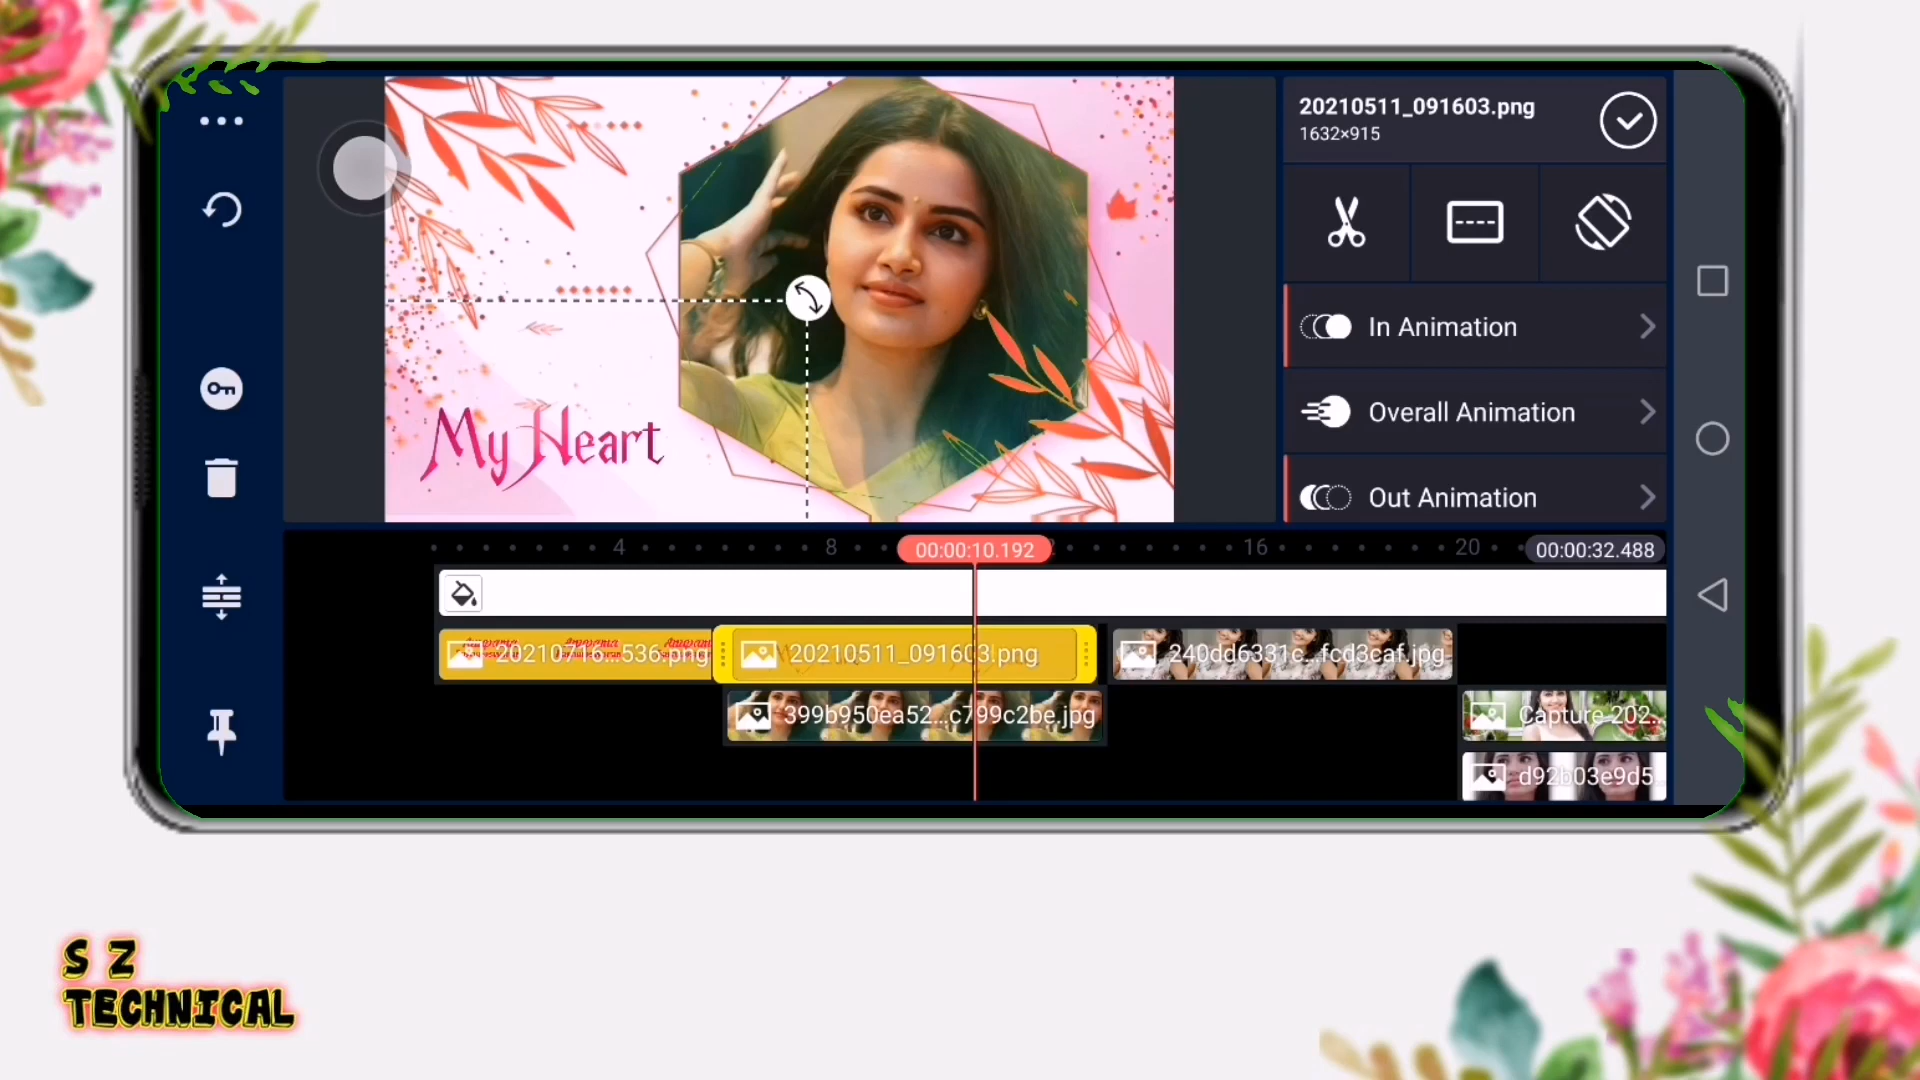 20210511_091603.png
1632×915
In Animation
Overall Animation
Out Animation
My Heart
4
8
00:00:10.192
16
20
00:00:32.488
20210716...536.png
20210511_091603.png
240dd6331c...fcd3caf.jpg
399b950ea52...c799c2be.jpg
Capture 202...
d92b03e9d5...
S Z
TECHNICAL